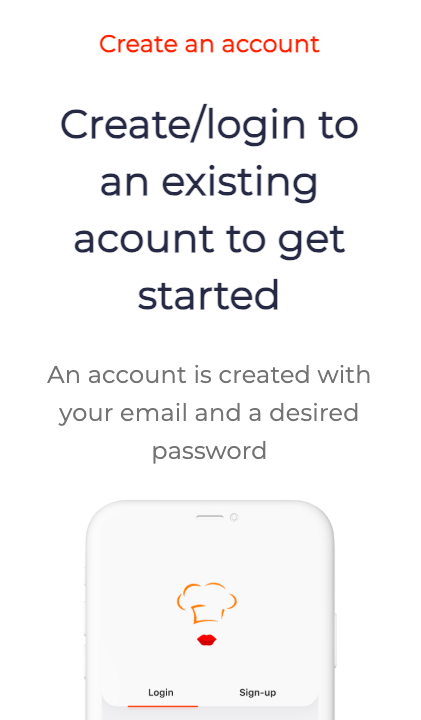 Create an account
Create/login to
an existing
acount to get
started
An account is created with
your email and a desired
password
Login Sign-up